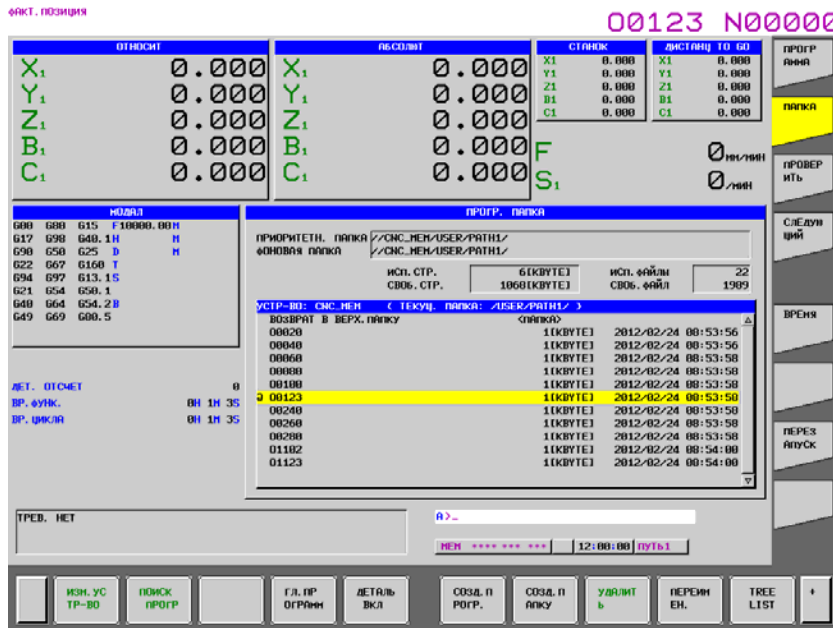 ФАКТ. ПОЗИЦИЯ
O0123 N00000
ОТНОСИТ
X1 0.000
Y1 0.000
Z1 0.000
B1 0.000
C1 0.000
АБСОЛЮТ
X1 0.000
Y1 0.000
Z1 0.000
B1 0.000
C1 0.000
СТАНОК
X1 0.000
Y1 0.000
Z1 0.000
B1 0.000
C1 0.000
ДИСТАНЦ TO GO
X1 0.000
Y1 0.000
Z1 0.000
B1 0.000
C1 0.000
F 0 ММ/МИН
S1 0 /МИН
ПРОГР
АММА
ПАПКА
ПРОВЕР
ИТЬ
СЛЕДУЮ
ЩИЙ
ВРЕМЯ
ПЕРЕЗ
АПУСК
МОДАЛ
G00 G80 G15 F10000.00M
G17 G98 G40.1H M
G90 G50 G25 D M
G22 G67 G160 T
G94 G97 G13.1S
G21 G54 G50.1
G40 G64 G54.2B
G49 G69 G80.5
ДЕТ. ОТСЧЕТ 0
ВР. ФУНК. 0H 1M 3S
ВР. ЦИКЛА 0H 1M 3S
ПРОГР. ПАПКА
ПРИОРИТЕТН. ПАПКА //CNC_MEM/USER/PATH1/
ФОНОВАЯ ПАПКА //CNC_MEM/USER/PATH1/
ИСП. СТР. 6[KBYTE] ИСП. ФАЙЛЫ 22
СВОБ. СТР. 1068[KBYTE] СВОБ. ФАЙЛ 1989
УСТР-ВО: CNC_MEM ( ТЕКУЩ. ПАПКА: /USER/PATH1/ )
ВОЗВРАТ В ВЕРХ.ПАПКУ <ПАПКА>
O0020 1[KBYTE] 2012/02/24 08:53:56
O0040 1[KBYTE] 2012/02/24 08:53:56
O0060 1[KBYTE] 2012/02/24 08:53:58
O0080 1[KBYTE] 2012/02/24 08:53:58
O0100 1[KBYTE] 2012/02/24 08:53:58
@ O0123 1[KBYTE] 2012/02/24 08:53:58
O0240 1[KBYTE] 2012/02/24 08:53:58
O0260 1[KBYTE] 2012/02/24 08:53:58
O0280 1[KBYTE] 2012/02/24 08:53:58
O1102 1[KBYTE] 2012/02/24 08:54:00
O1123 1[KBYTE] 2012/02/24 08:54:00
ТРЕВ. НЕТ
A>_
MEM **** *** *** 12:00:00 ПУТЬ1
ИЗМ. УС
ТР-ВО
ПОИСК
ПРОГР
ГЛ. ПР
ОГРАММ
ДЕТАЛЬ
ВКЛ
СОЗД. П
РОГР.
СОЗД. П
АПКУ
УДАЛИТ
Ь
ПЕРЕИМ
ЕН.
TREE
LIST
+